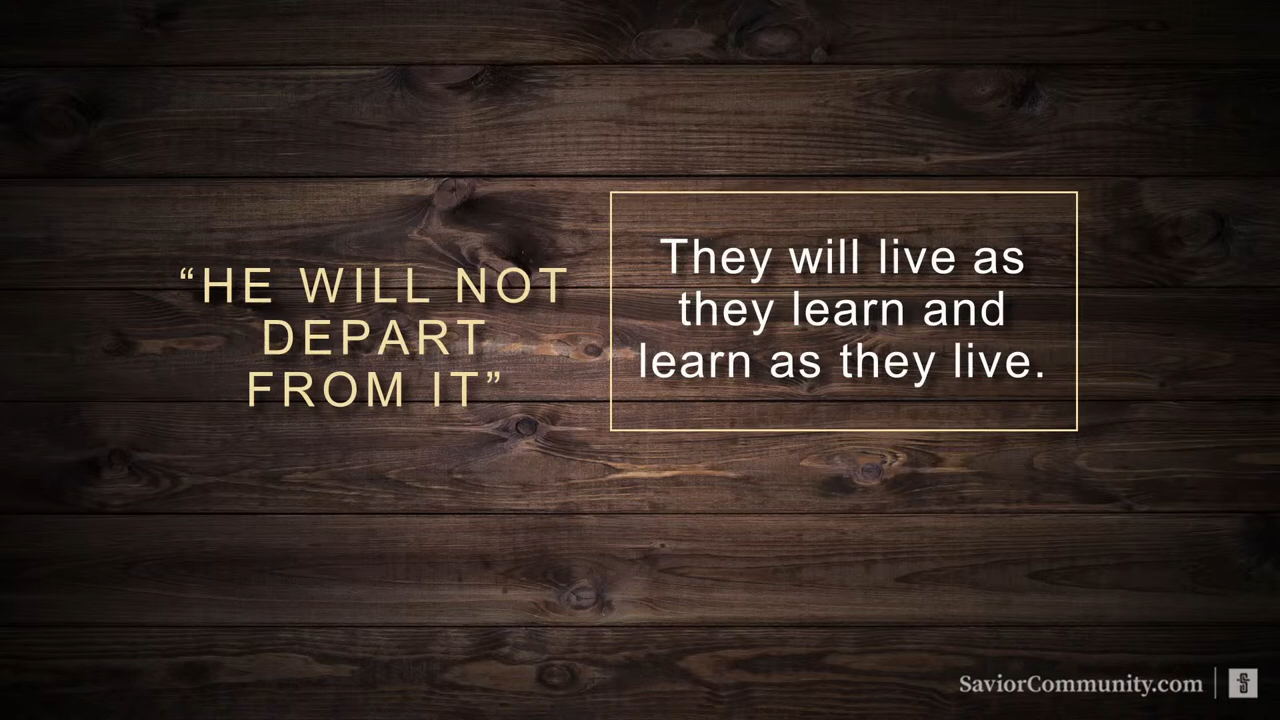 “HE WILL NOT
DEPART
FROM IT”
They will live as
they learn and
learn as they live.
SaviorCommunity.com